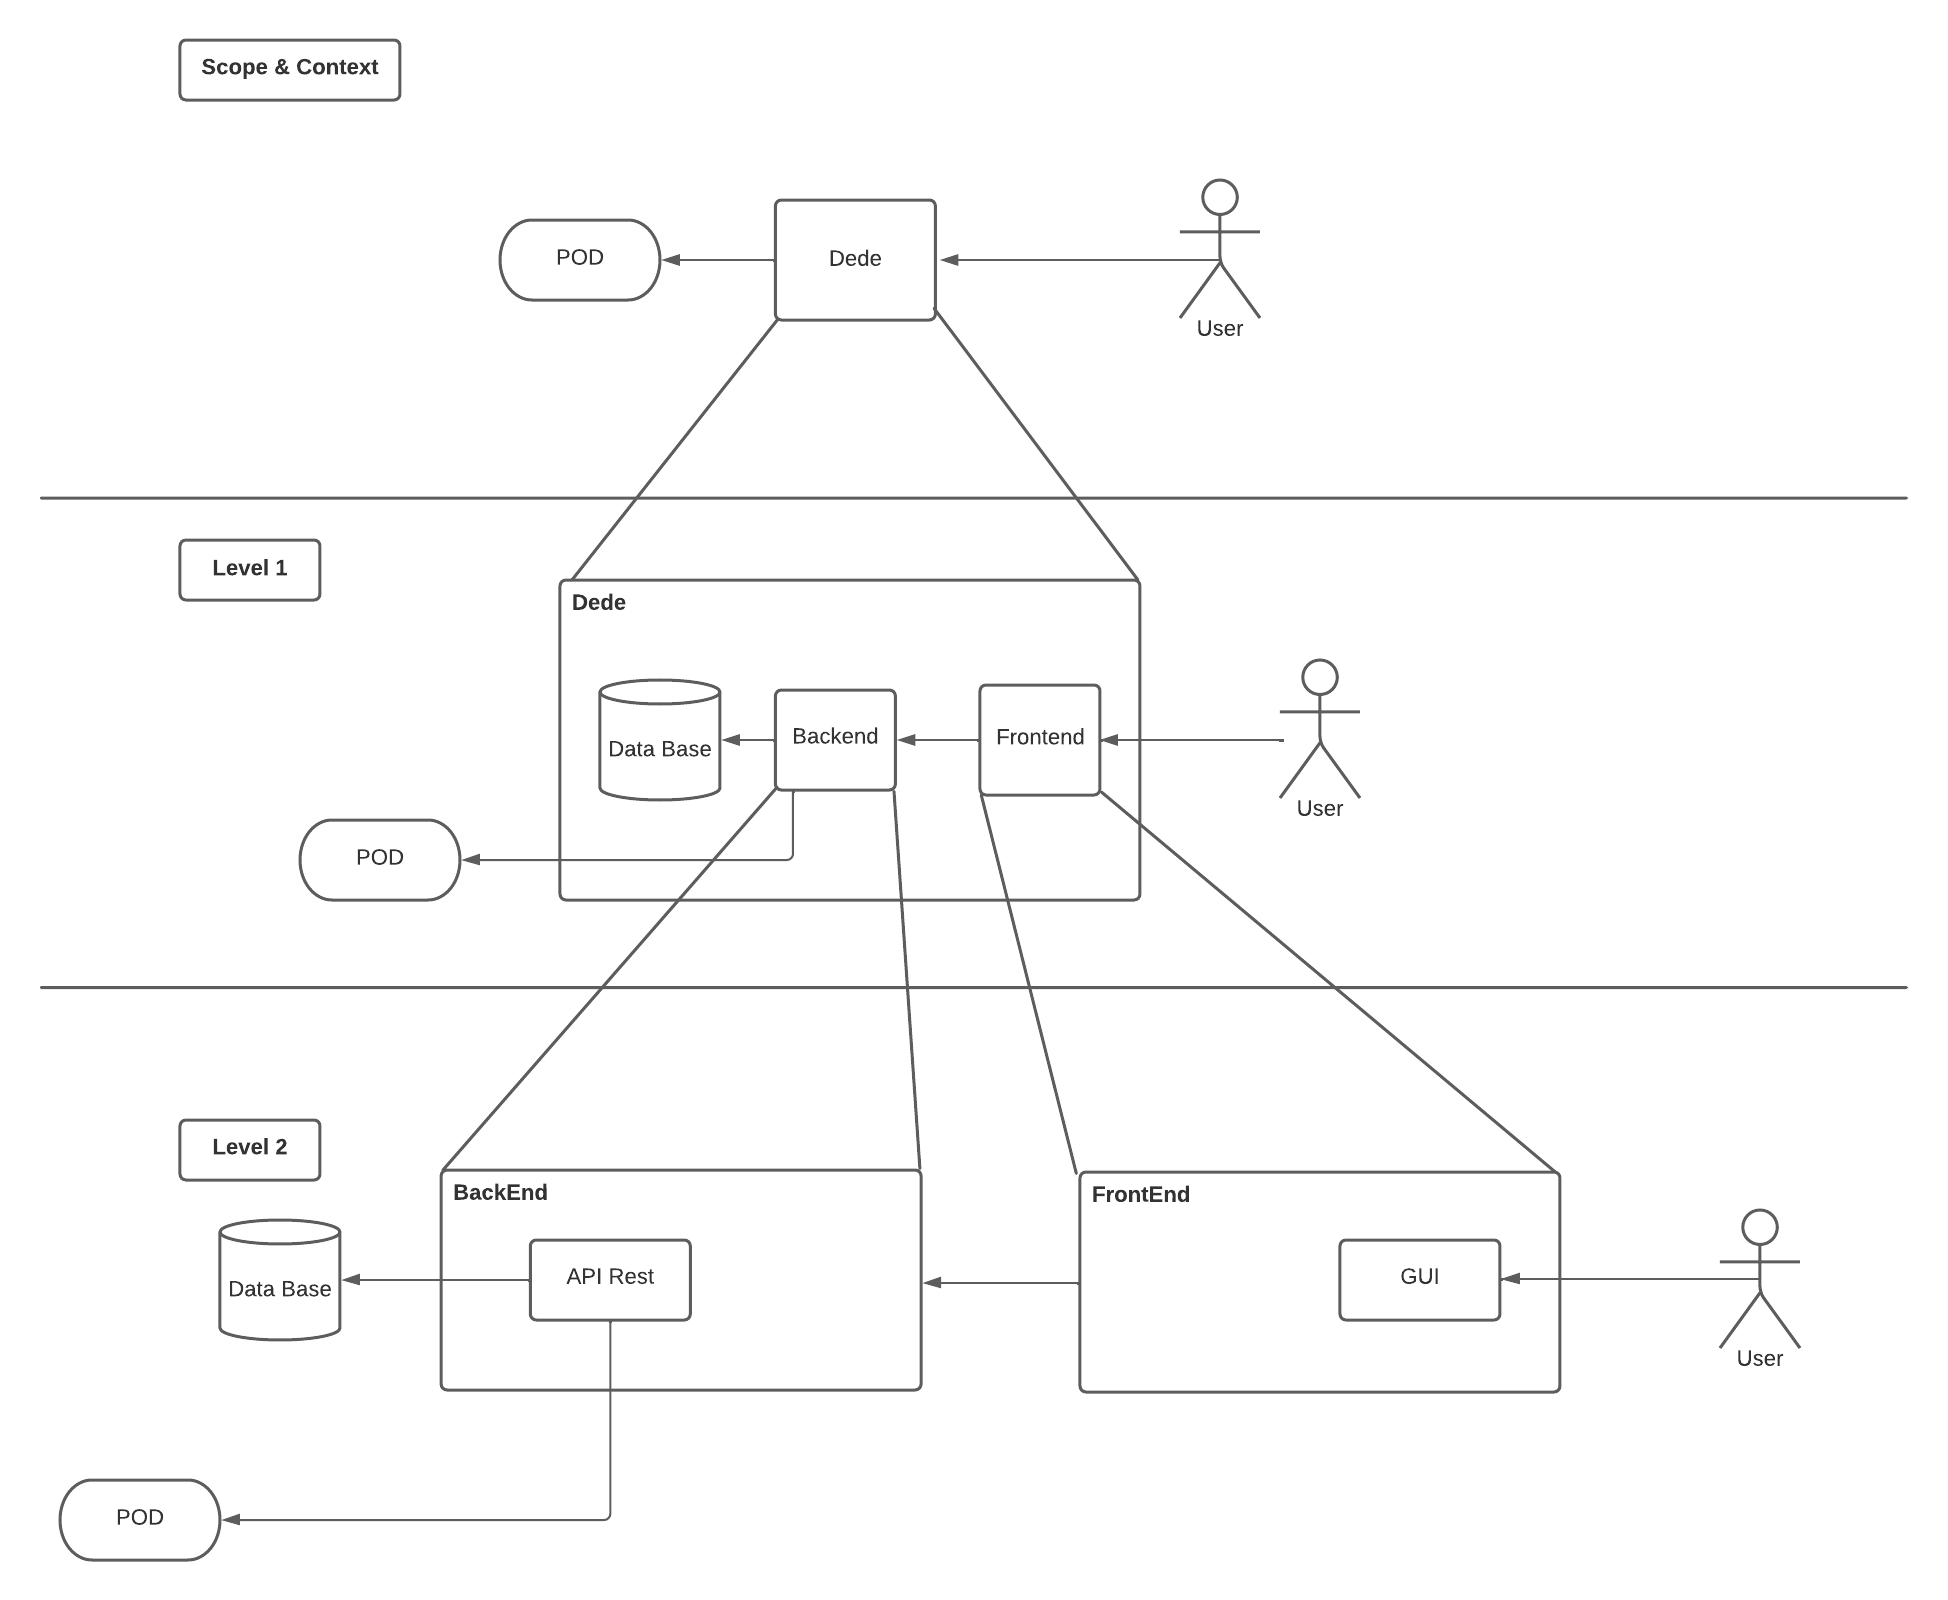 Scope & Context
POD
Dede
User
Level 1
Dede
Data Base
Backend
Frontend
User
POD
Level 2
BackEnd
FrontEnd
Data Base
API Rest
GUI
User
POD